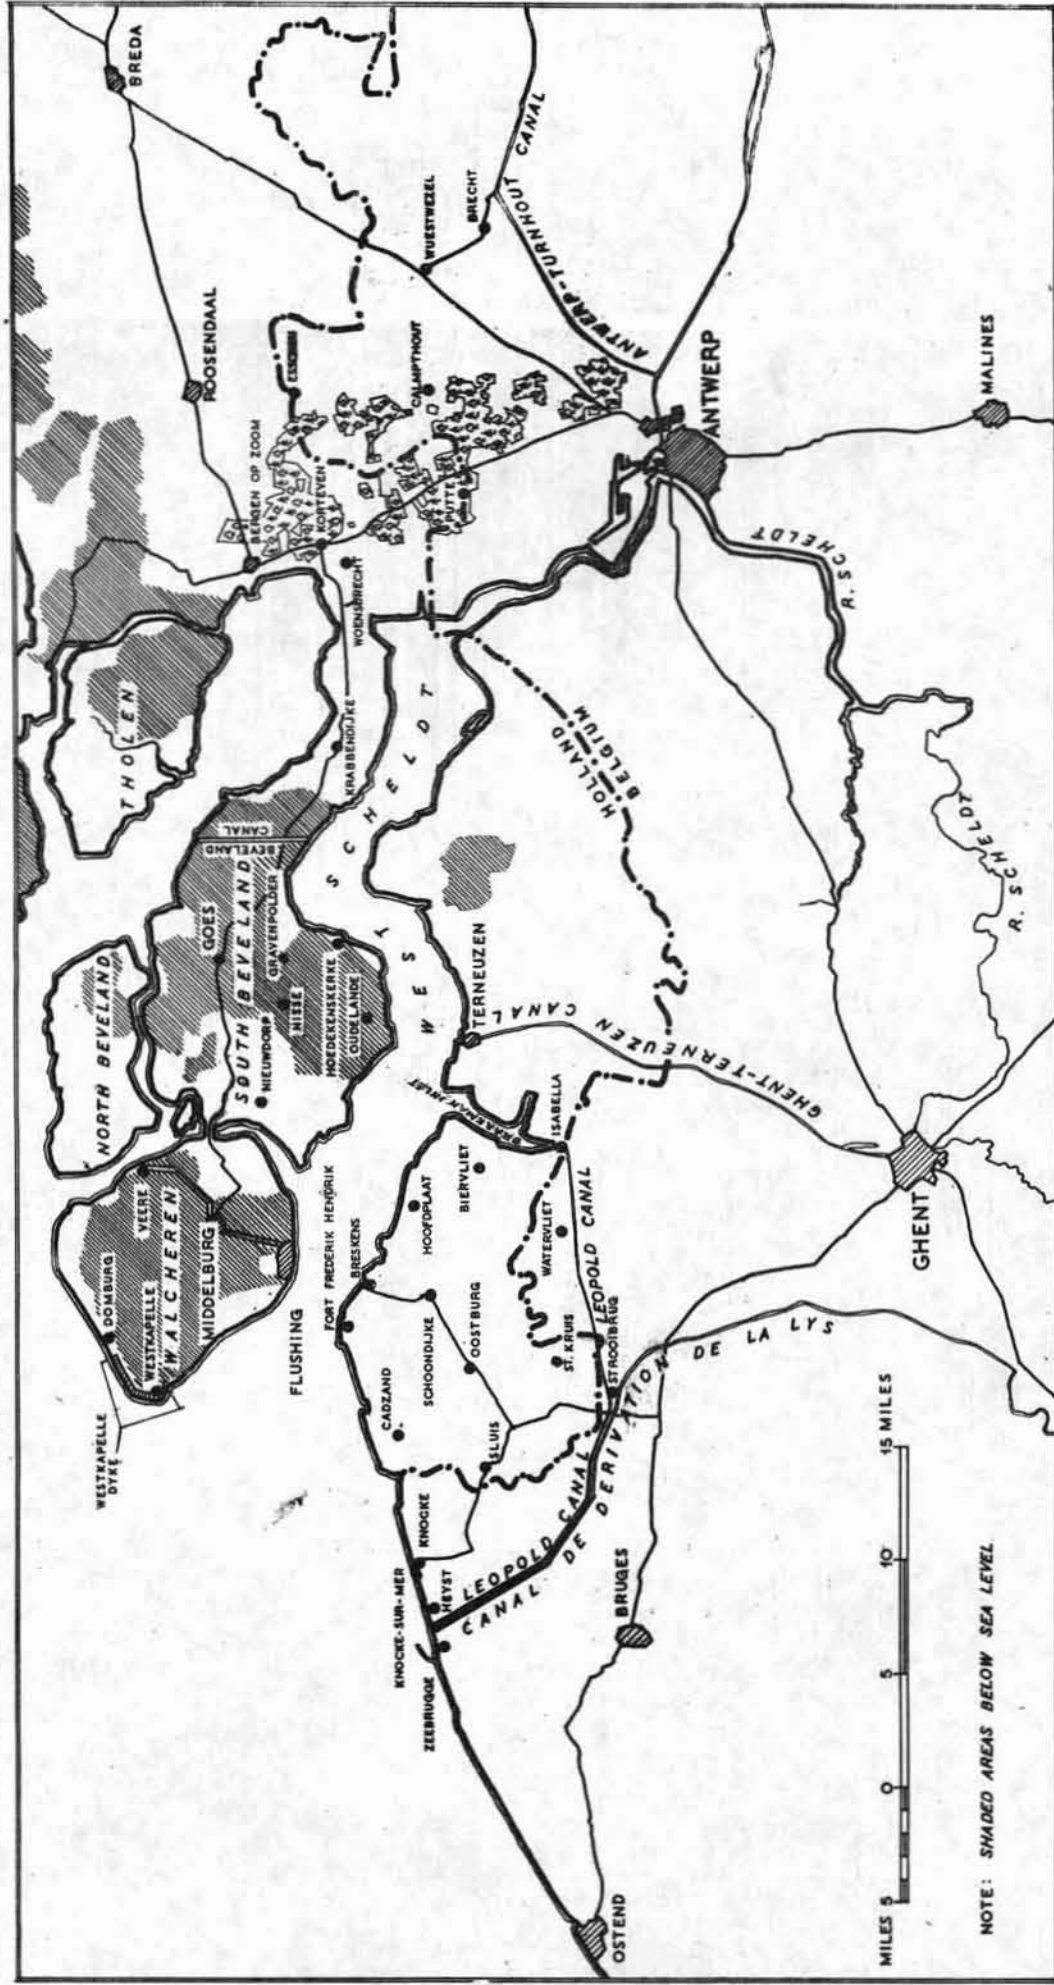 BREDA
ROOSENDAAL
BERGEN OP ZOOM
ESSCHEN
KORTEVEN
WOENSDRECHT
CALMPTHOUT
PUTTE
WUESTWEZEL
BRECHT
ANTWERP-TURNHOUT CANAL
ANTWERP
MALINES
R. SCHELDT
R. SCHELDT
THOLEN
KRABBENDIJKE
NORTH BEVELAND
SOUTH BEVELAND
BEVELAND CANAL
GOES
GRAVENPOLDER
NISSE
NIEUWDORP
HOEDEKENSKERKE
OUDELANDE
WEST SCHELDT
HOLLAND
BELGIUM
TERNEUZEN
GHENT-TERNEUZEN CANAL
GHENT
WESTKAPELLE
DYKE
DOMBURG
VEERE
WESTKAPELLE
WALCHEREN
MIDDELBURG
FLUSHING
FORT FREDERIK HENDRIK
BRESKENS
HOOFDPLAAT
BIERVLIET
BRAAKMAN INLET
ISABELLA
CADZAND
SCHOONDIJKE
OOSTBURG
WATERVLIET
ST. KRUIS
STROOIBRUG
LEOPOLD CANAL
SLUIS
KNOCKE
KNOCKE-SUR-MER
HEYST
ZEEBRUGGE
LEOPOLD CANAL
CANAL DE DERIVATION DE LA LYS
BRUGES
OSTEND
MILES 5 0 5 10 15 MILES
NOTE: SHADED AREAS BELOW SEA LEVEL